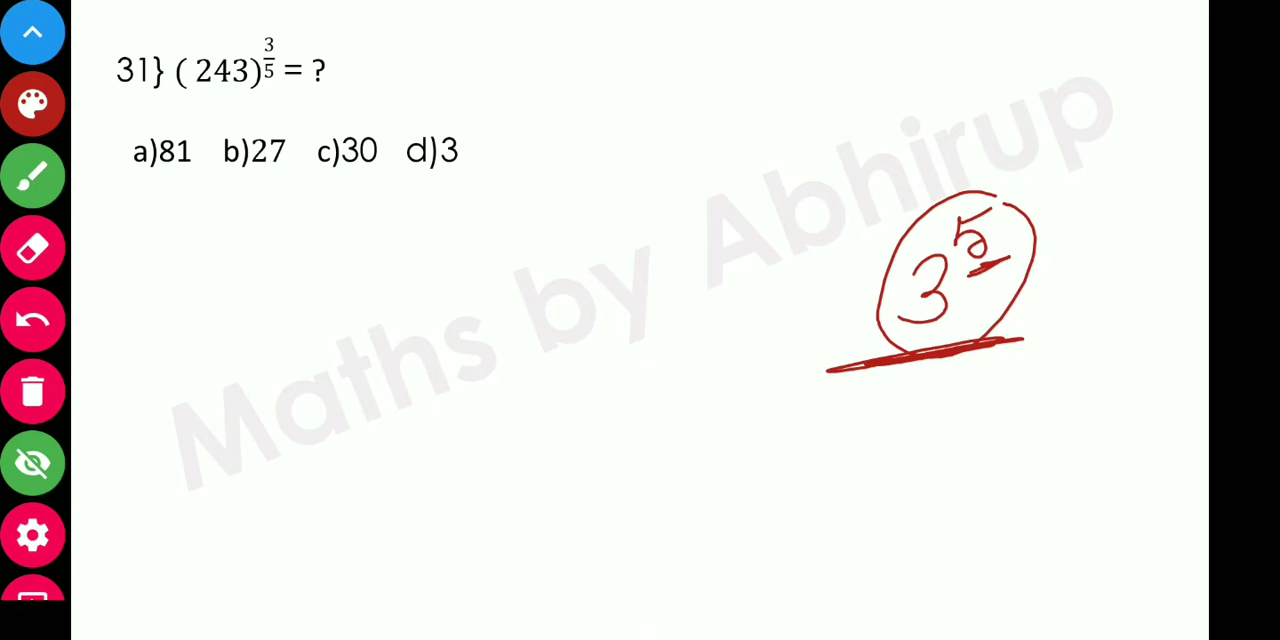 31} ( 243)^{3/5} = ?
a)81 b)27 c)30 d)3
3^5
Maths by Abhirup